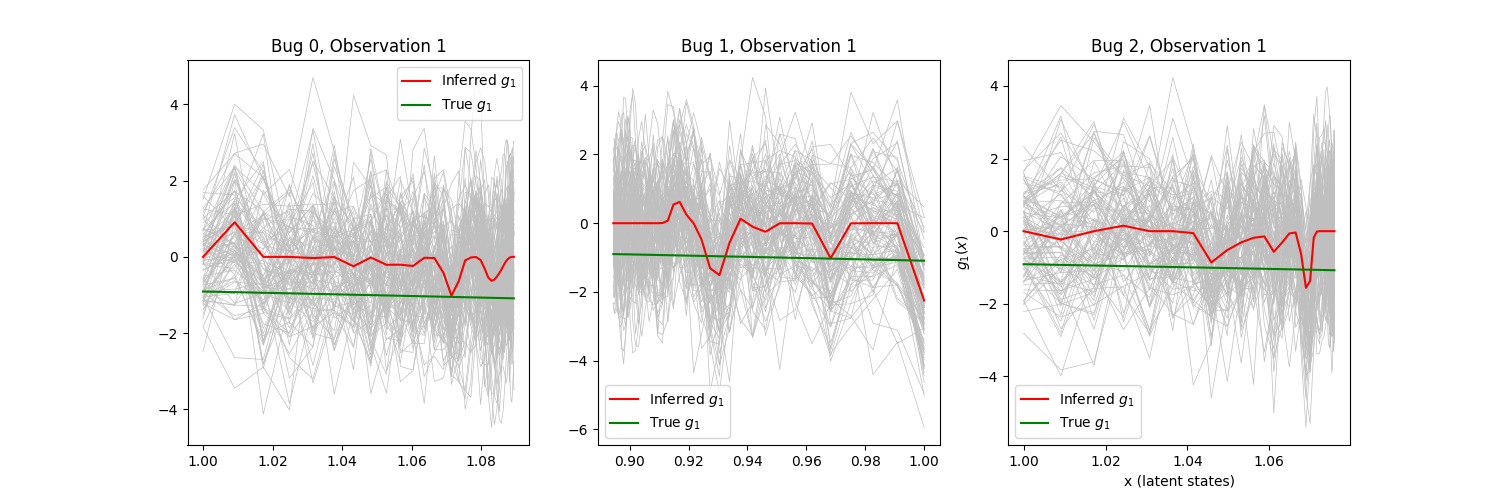 Bug 0, Observation 1
Inferred g₁
True g₁
4
2
0
−2
−4
1.00 1.02 1.04 1.06 1.08
Bug 1, Observation 1
4
2
0
−2
−4
−6
Inferred g₁
True g₁
0.90 0.92 0.94 0.96 0.98 1.00
Bug 2, Observation 1
g₁(x)
4
2
0
−2
−4
Inferred g₁
True g₁
1.00 1.02 1.04 1.06
x (latent states)